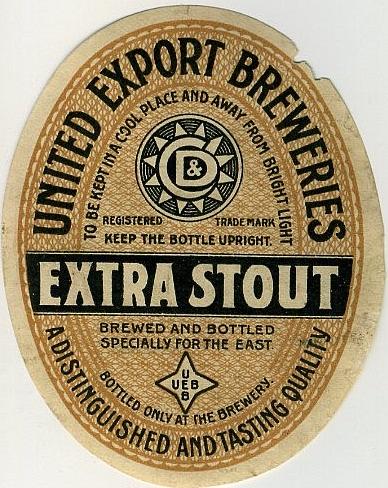 UNITED EXPORT BREWERIES
TO BE KEPT IN A COOL PLACE AND AWAY FROM BRIGHT LIGHT
C&B
REGISTERED TRADE MARK
KEEP THE BOTTLE UPRIGHT.
EXTRA STOUT
BREWED AND BOTTLED
SPECIALLY FOR THE EAST
U
UEB
B
BOTTLED ONLY AT THE BREWERY.
A DISTINGUISHED AND TASTING QUALITY